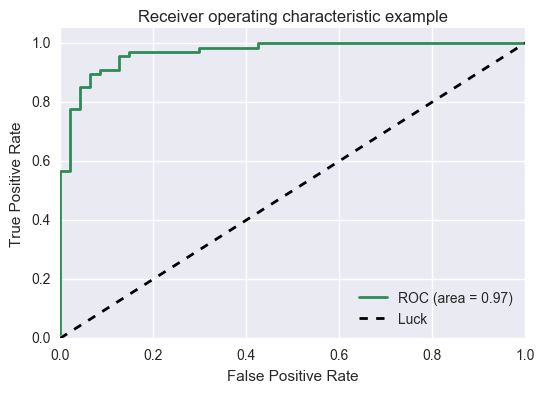 Receiver operating characteristic example
1.0
0.8
0.6
0.4
0.2
0.0
True Positive Rate
ROC (area = 0.97)
Luck
0.0 0.2 0.4 0.6 0.8 1.0
False Positive Rate